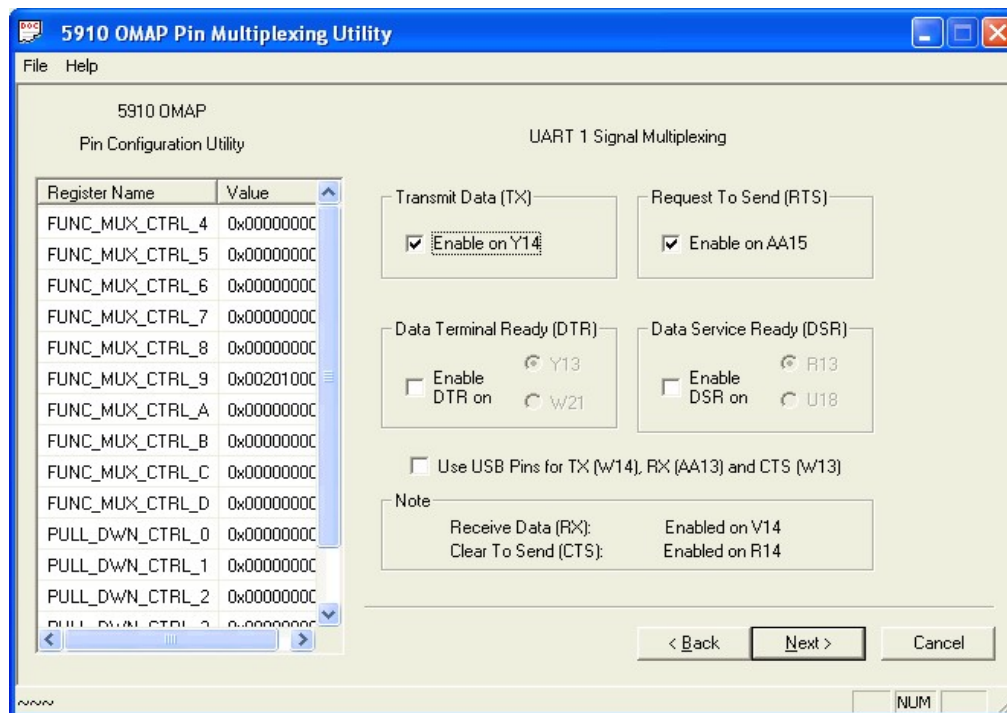 5910 OMAP Pin Multiplexing Utility
File Help
5910 OMAP
Pin Configuration Utility
Register Name Value
FUNC_MUX_CTRL_4 0x0000000C
FUNC_MUX_CTRL_5 0x0000000C
FUNC_MUX_CTRL_6 0x0000000C
FUNC_MUX_CTRL_7 0x0000000C
FUNC_MUX_CTRL_8 0x0000000C
FUNC_MUX_CTRL_9 0x0020100C
FUNC_MUX_CTRL_A 0x0000000C
FUNC_MUX_CTRL_B 0x0000000C
FUNC_MUX_CTRL_C 0x0000000C
FUNC_MUX_CTRL_D 0x0000000C
PULL_DWN_CTRL_0 0x0000000C
PULL_DWN_CTRL_1 0x0000000C
PULL_DWN_CTRL_2 0x0000000C
UART 1 Signal Multiplexing
Transmit Data (TX)
Enable on Y14
Request To Send (RTS)
Enable on AA15
Data Terminal Ready (DTR)
Enable DTR on
Y13
W21
Data Service Ready (DSR)
Enable DSR on
R13
U18
Use USB Pins for TX (W14), RX (AA13) and CTS (W13)
Note
Receive Data (RX): Enabled on V14
Clear To Send (CTS): Enabled on R14
< Back
Next >
Cancel
~~~
NUM